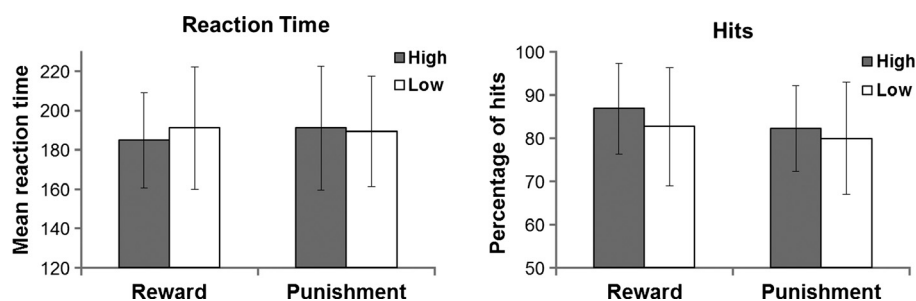 Reaction Time
Mean reaction time
220
200
180
160
140
120
High
Low
Reward
Punishment
Hits
Percentage of hits
100
90
80
70
60
50
High
Low
Reward
Punishment